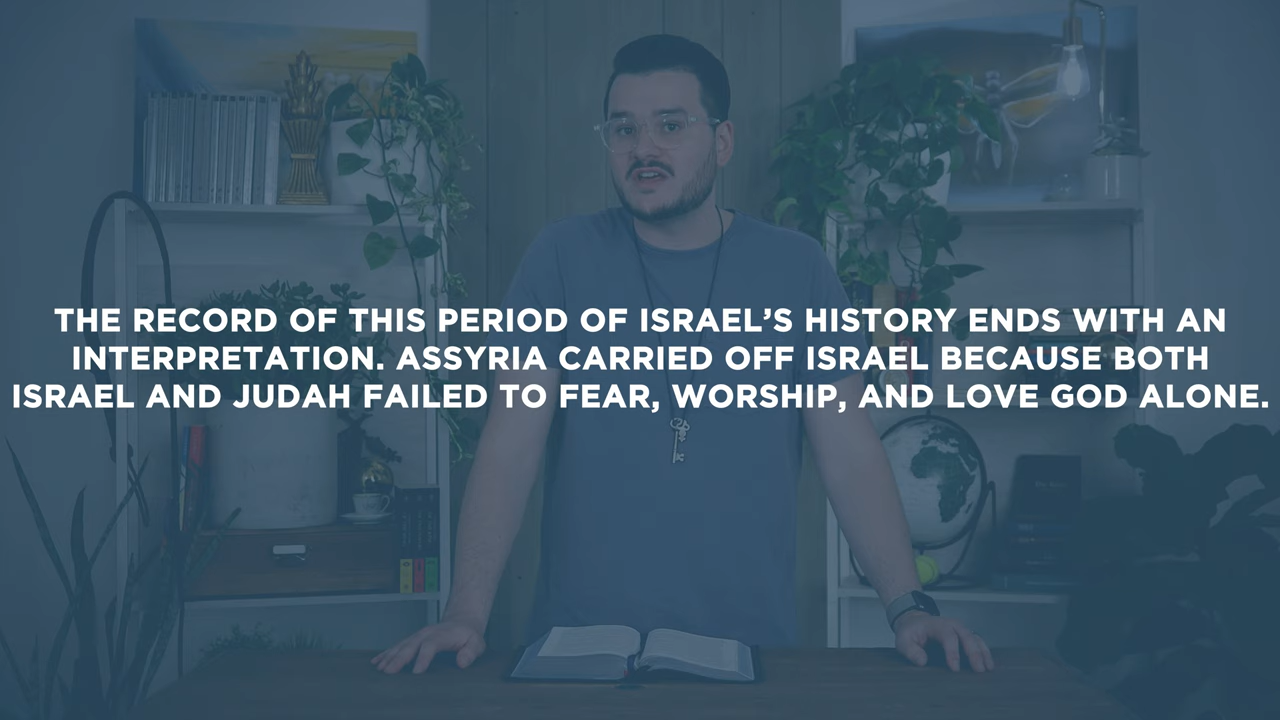 THE RECORD OF THIS PERIOD OF ISRAEL’S HISTORY ENDS WITH AN
INTERPRETATION. ASSYRIA CARRIED OFF ISRAEL BECAUSE BOTH
ISRAEL AND JUDAH FAILED TO FEAR, WORSHIP, AND LOVE GOD ALONE.